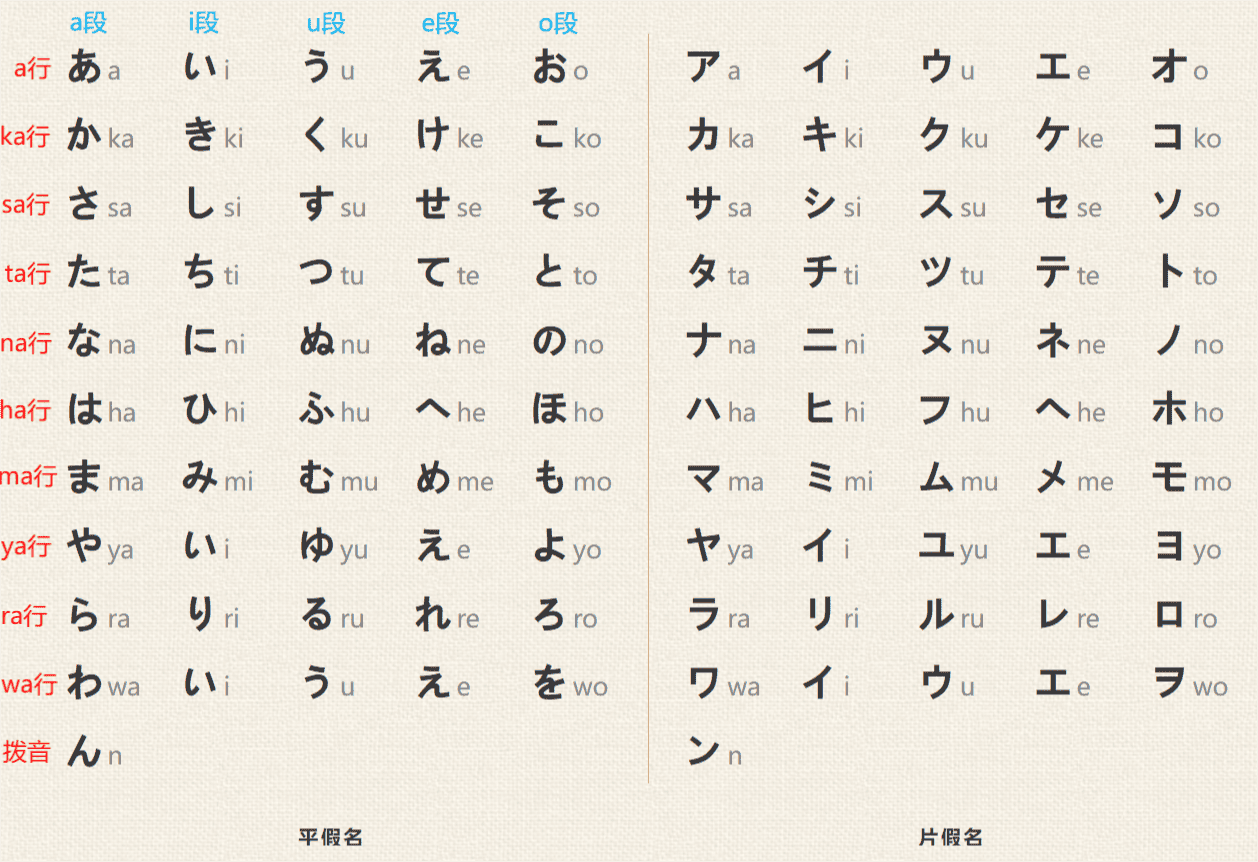 a段 i段 u段 e段 o段
a行 あ a い i う u え e お o ア a イ i ウ u エ e オ o
ka行 か ka き ki く ku け ke こ ko カ ka キ ki ク ku ケ ke コ ko
sa行 さ sa し si す su せ se そ so サ sa シ si ス su セ se ソ so
ta行 た ta ち ti つ tu て te と to タ ta チ ti ツ tu テ te ト to
na行 な na に ni ぬ nu ね ne の no ナ na ニ ni ヌ nu ネ ne ノ no
ha行 は ha ひ hi ふ hu へ he ほ ho ハ ha ヒ hi フ hu ヘ he ホ ho
ma行 ま ma み mi む mu め me も mo マ ma ミ mi ム mu メ me モ mo
ya行 や ya い i ゆ yu え e よ yo ヤ ya イ i ユ yu エ e ヨ yo
ra行 ら ra り ri る ru れ re ろ ro ラ ra リ ri ル ru レ re ロ ro
wa行 わ wa い i う u え e を wo ワ wa イ i ウ u エ e ヲ wo
拨音 ん n ン n
平假名 片假名